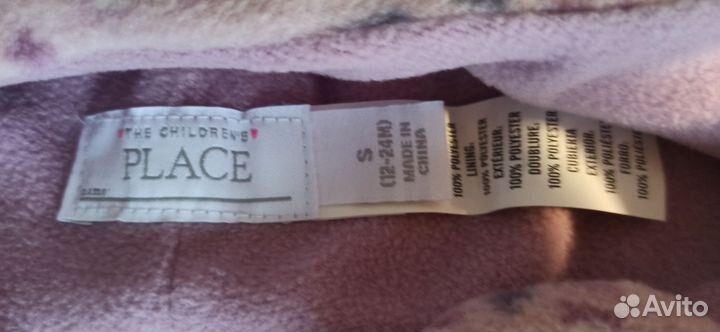 THE CHILDREN'S
PLACE
NAME:
S
(12-24M)
MADE IN
CHINA
100% POLYESTER
LINING:
100% POLYESTER
EXTÉRIEUR:
100% POLYESTER
DOUBLURE:
100% POLYESTER
CUBIERTA
EXTERIOR:
100% POLIÉSTER
FORRO:
100% POLIÉSTER
Avito